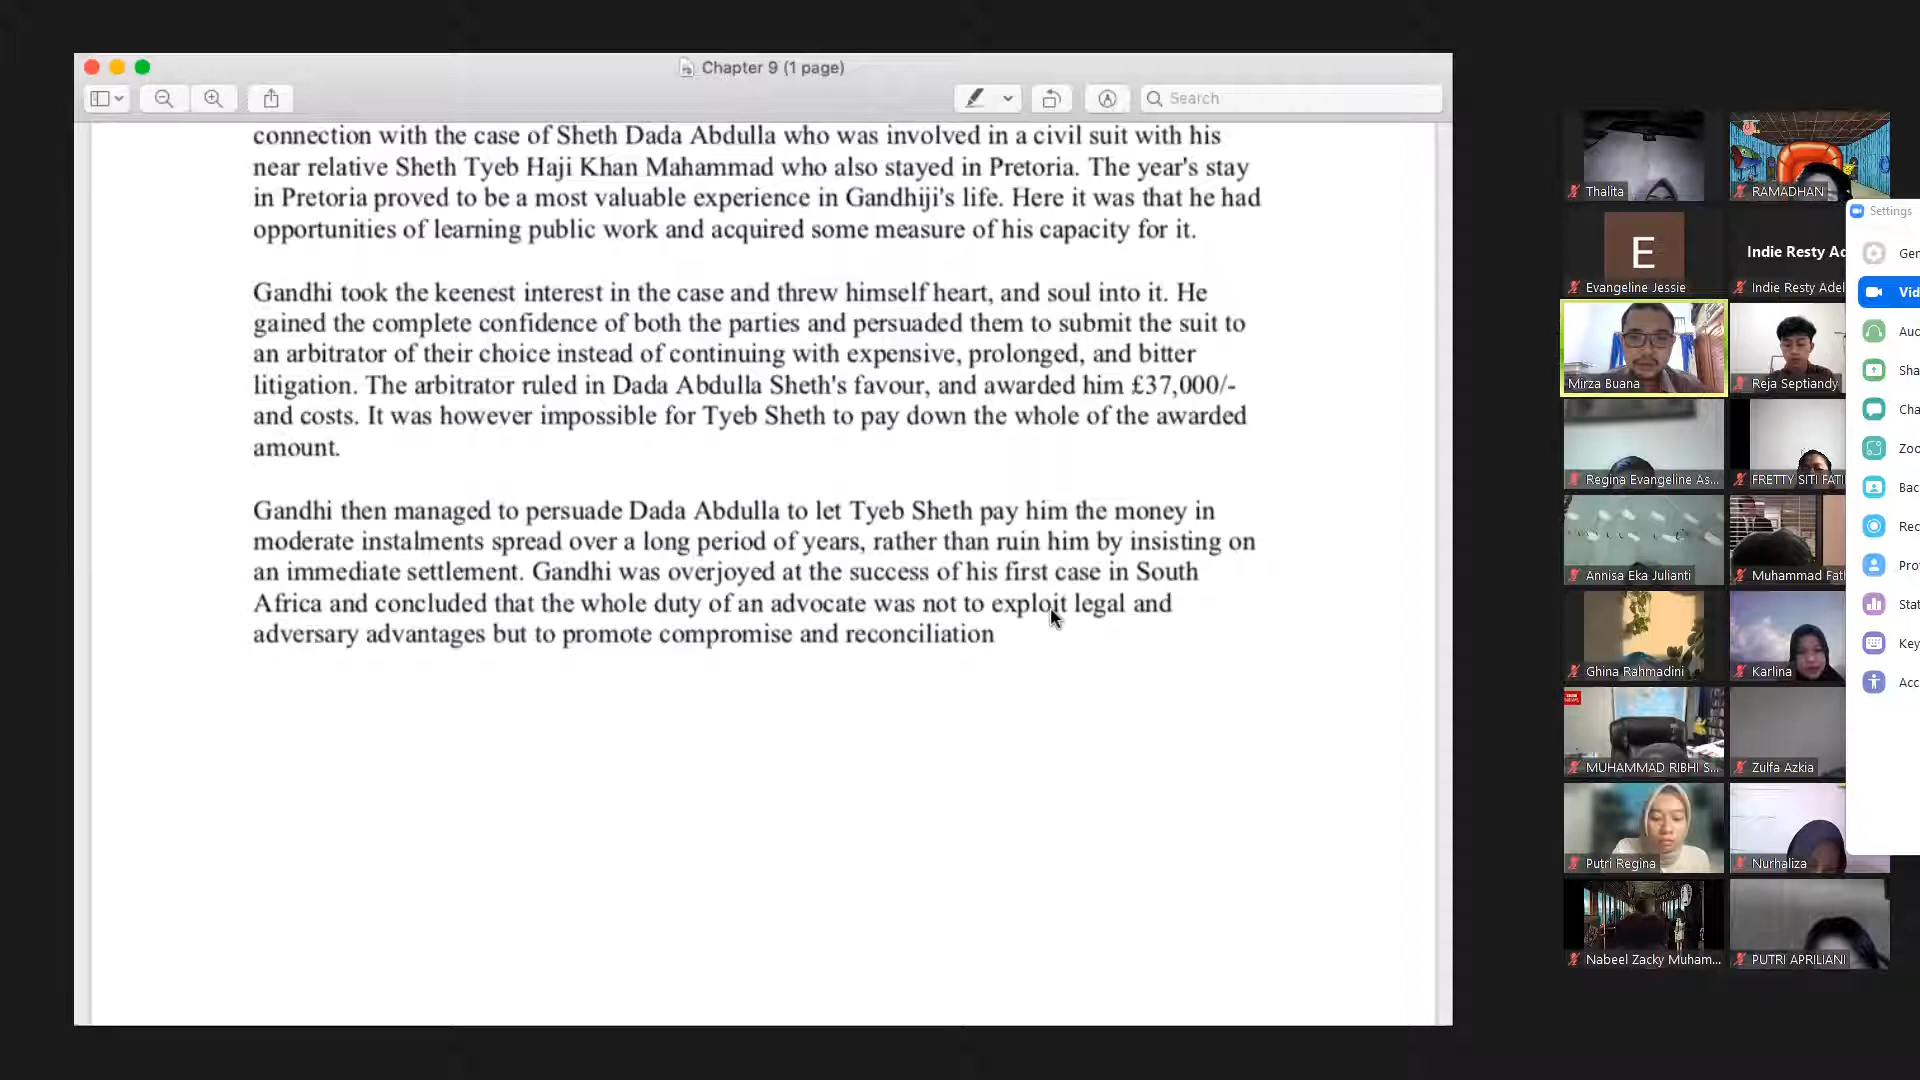 Chapter 9 (1 page)
Search
connection with the case of Sheth Dada Abdulla who was involved in a civil suit with his
near relative Sheth Tyeb Haji Khan Mahammad who also stayed in Pretoria. The year's stay
in Pretoria proved to be a most valuable experience in Gandhiji's life. Here it was that he had
opportunities of learning public work and acquired some measure of his capacity for it.
Gandhi took the keenest interest in the case and threw himself heart, and soul into it. He
gained the complete confidence of both the parties and persuaded them to submit the suit to
an arbitrator of their choice instead of continuing with expensive, prolonged, and bitter
litigation. The arbitrator ruled in Dada Abdulla Sheth's favour, and awarded him £37,000/-
and costs. It was however impossible for Tyeb Sheth to pay down the whole of the awarded
amount.
Gandhi then managed to persuade Dada Abdulla to let Tyeb Sheth pay him the money in
moderate instalments spread over a long period of years, rather than ruin him by insisting on
an immediate settlement. Gandhi was overjoyed at the success of his first case in South
Africa and concluded that the whole duty of an advocate was not to exploit legal and
adversary advantages but to promote compromise and reconciliation
Thalita
RAMADHAN
E
Evangeline Jessie
Indie Resty Ad
Indie Resty Adel
Mirza Buana
Reja Septiandy
Regina Evangeline As...
FRETTY SITI FATI
Annisa Eka Julianti
Muhammad Fatl
Ghina Rahmadini
Karlina
MUHAMMAD RIBHI S...
Zulfa Azkia
Putri Regina
Nurhaliza
Nabeel Zacky Muham...
PUTRI APRILIANI
Settings
Ger
Vid
Auc
Sha
Cha
Zoo
Bac
Rec
Pro
Stat
Key
Acc